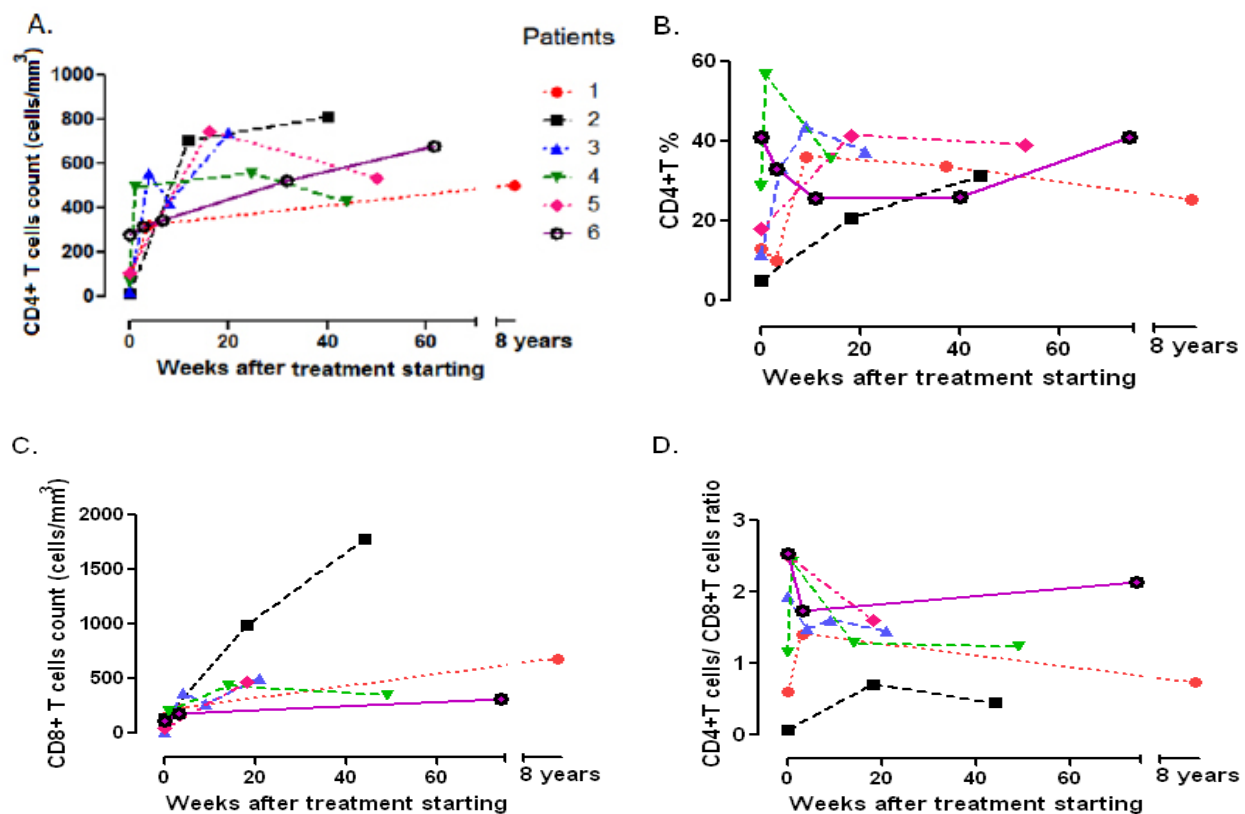 A.
CD4+ T cells count (cells/mm³)
1000
800
600
400
200
0
0 20 40 60 8 years
Weeks after treatment starting
Patients
1
2
3
4
5
6
B.
CD4+T %
60
40
20
0
0 20 40 60 8 years
Weeks after treatment starting
C.
CD8+ T cells count (cells/mm³)
2000
1500
1000
500
0
0 20 40 60 8 years
Weeks after treatment starting
D.
CD4+T cells/ CD8+T cells ratio
3
2
1
0
0 20 40 60 8 years
Weeks after treatment starting